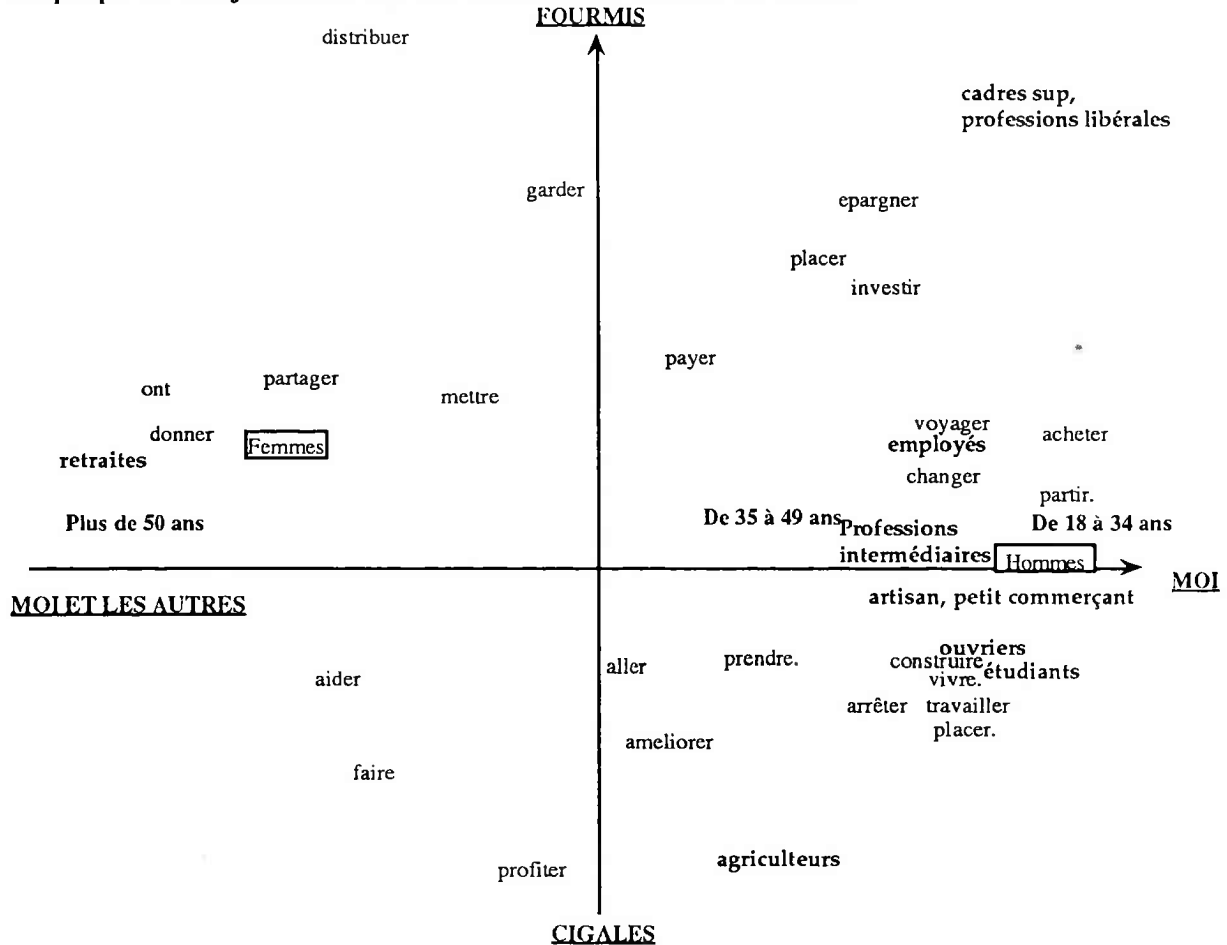 FOURMIS
distribuer
cadres sup,
professions libérales
garder
epargner
placer
investir
payer
ont
partager
mettre
donner
Femmes
retraites
voyager
employés
acheter
changer
partir.
Plus de 50 ans
De 35 à 49 ans
Professions
intermédiaires
De 18 à 34 ans
Hommes
MOI
MOI ET LES AUTRES
artisan, petit commerçant
aider
aller
prendre.
ouvriers
construire
étudiants
vivre.
arrêter
travailler
placer.
ameliorer
faire
profiter
agriculteurs
CIGALES